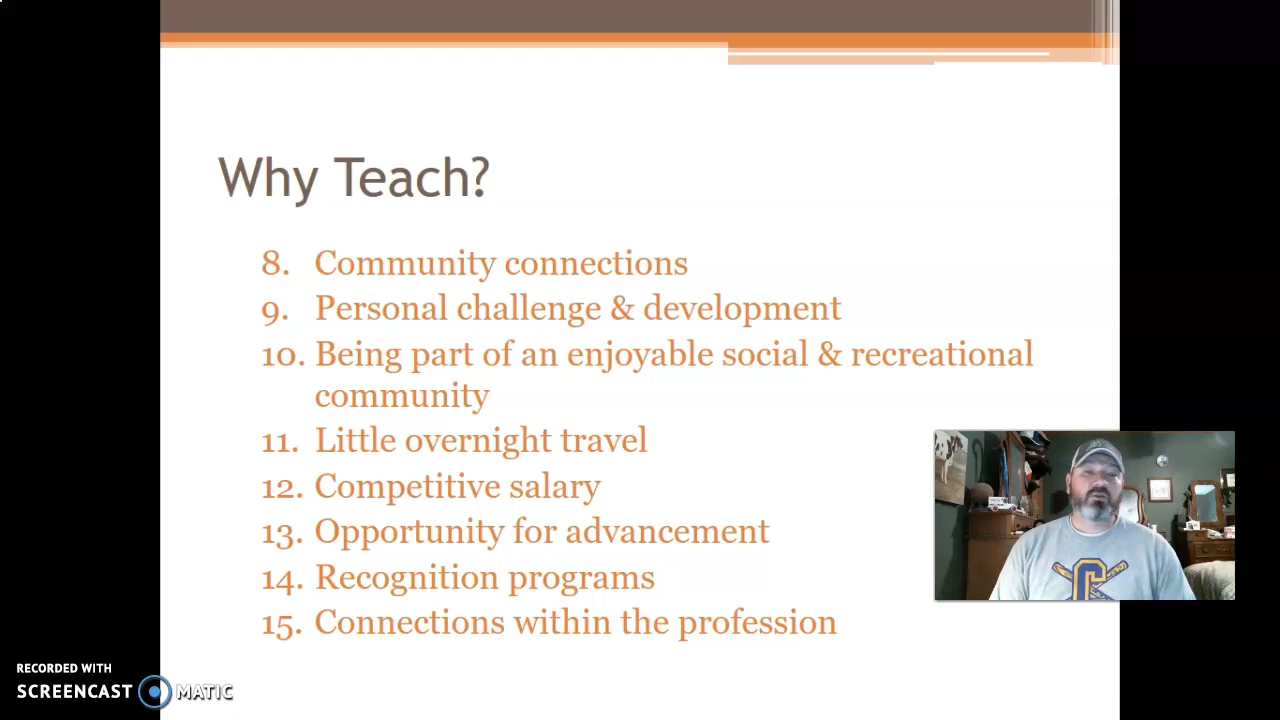 Why Teach?
8. Community connections
9. Personal challenge & development
10. Being part of an enjoyable social & recreational
community
11. Little overnight travel
12. Competitive salary
13. Opportunity for advancement
14. Recognition programs
15. Connections within the profession
C
RECORDED WITH
SCREENCAST MATIC